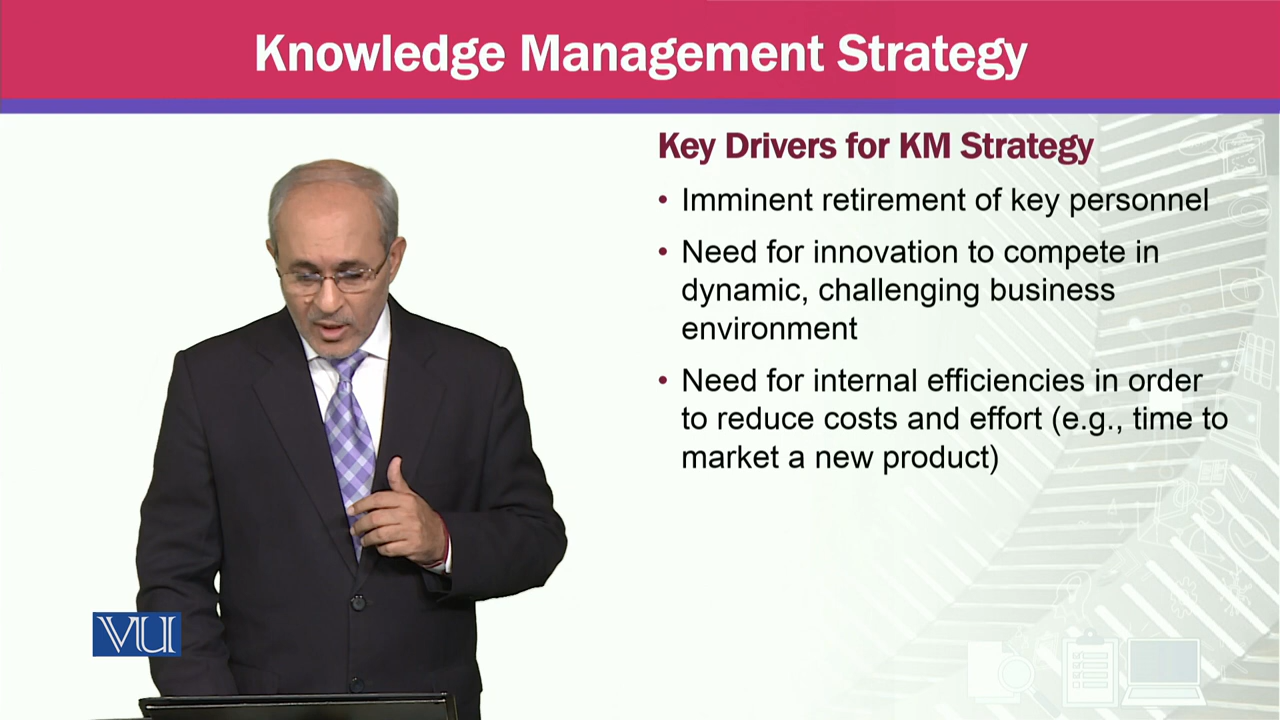 Knowledge Management Strategy
Key Drivers for KM Strategy
• Imminent retirement of key personnel
• Need for innovation to compete in
dynamic, challenging business
environment
• Need for internal efficiencies in order
to reduce costs and effort (e.g., time to
market a new product)
VU